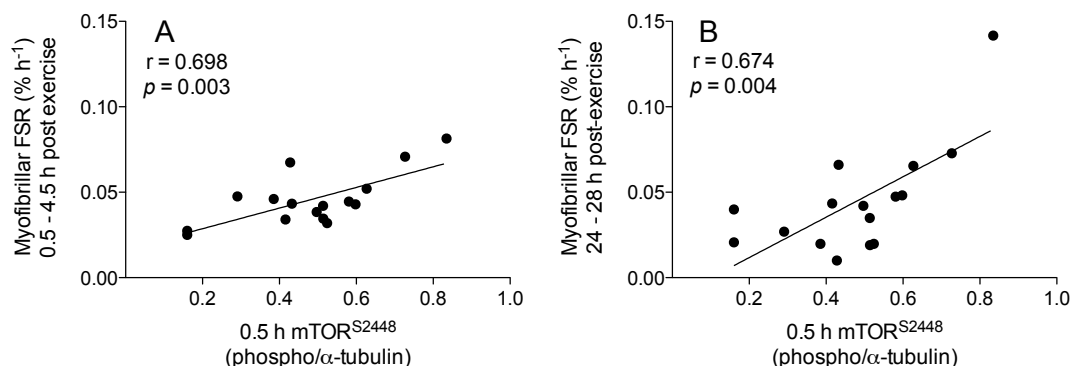 A
r = 0.698
p = 0.003
Myofibrillar FSR (% h⁻¹)
0.5 - 4.5 h post exercise
0.15
0.10
0.05
0.00
0.2 0.4 0.6 0.8 1.0
0.5 h mTOR^S2448
(phospho/α-tubulin)
B
r = 0.674
p = 0.004
Myofibrillar FSR (% h⁻¹)
24 - 28 h post-exercise
0.15
0.10
0.05
0.00
0.2 0.4 0.6 0.8 1.0
0.5 h mTOR^S2448
(phospho/α-tubulin)